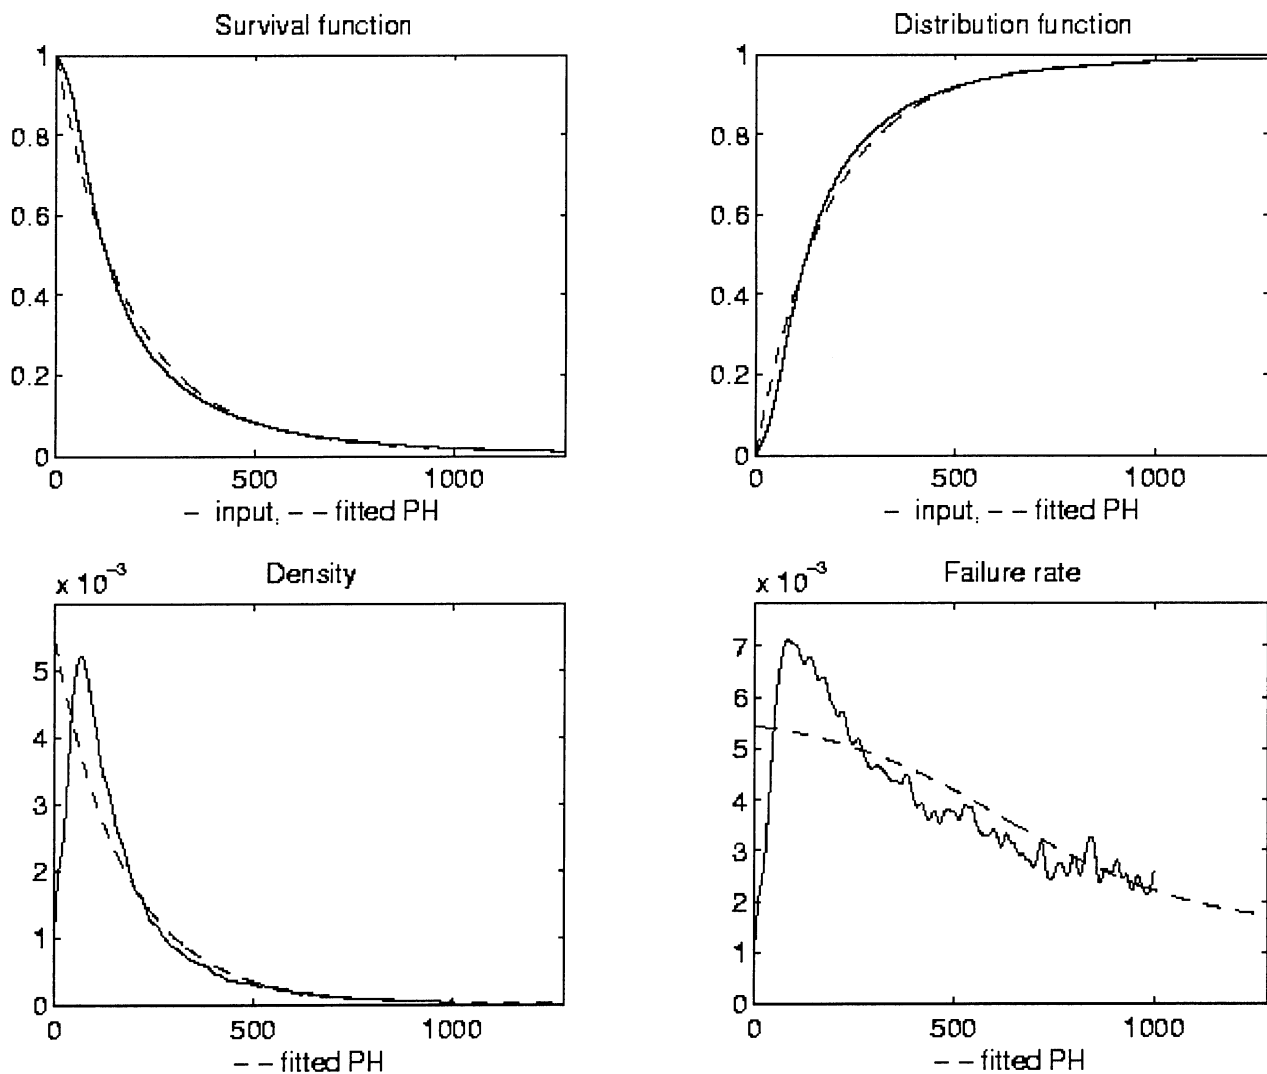 Survival function
1
0.8
0.6
0.4
0.2
0
0 500 1000
– input, – – fitted PH
Distribution function
1
0.8
0.6
0.4
0.2
0
0 500 1000
– input, – – fitted PH
x 10⁻³ Density
5
4
3
2
1
0
0 500 1000
– – fitted PH
x 10⁻³ Failure rate
7
6
5
4
3
2
1
0
0 500 1000
– – fitted PH